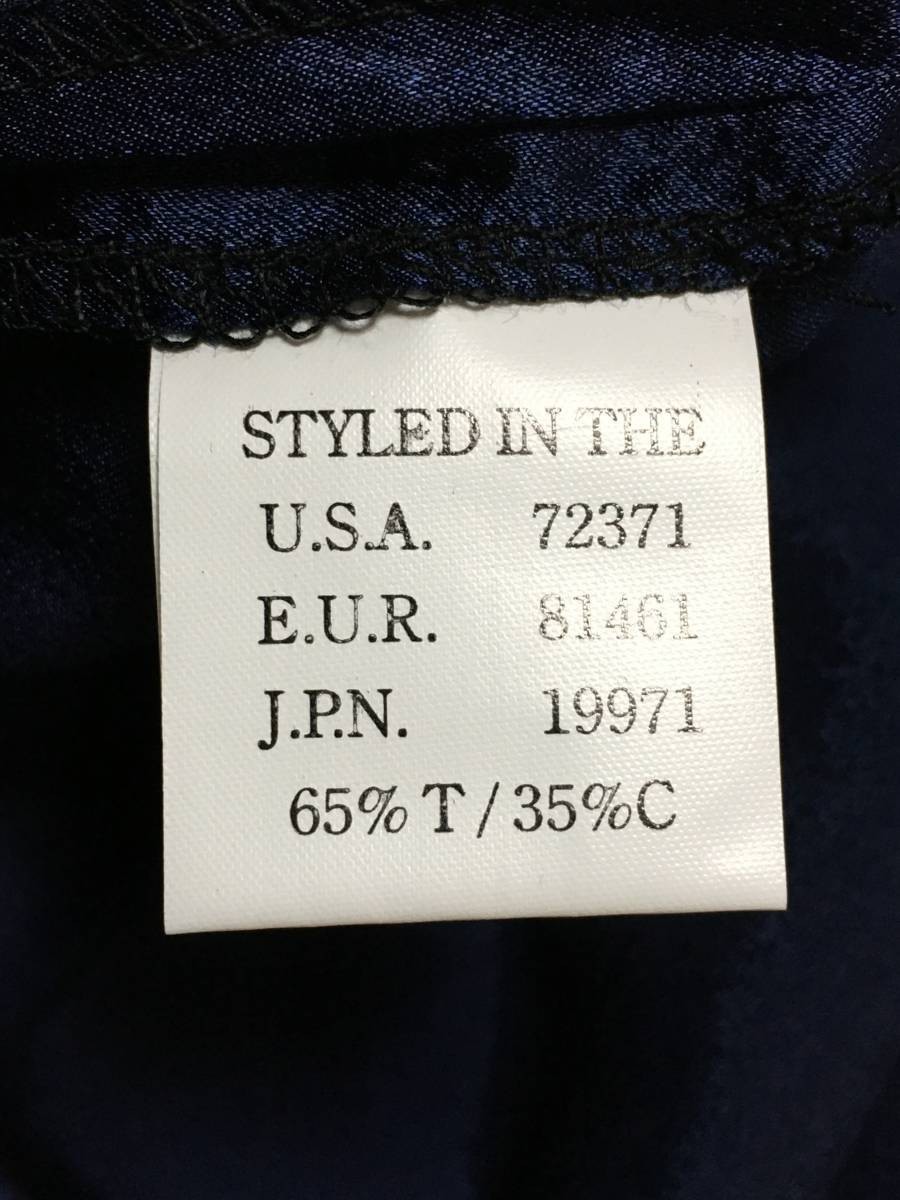 STYLED IN THE
U.S.A. 72371
E.U.R. 81461
J.P.N. 19971
65% T / 35%C